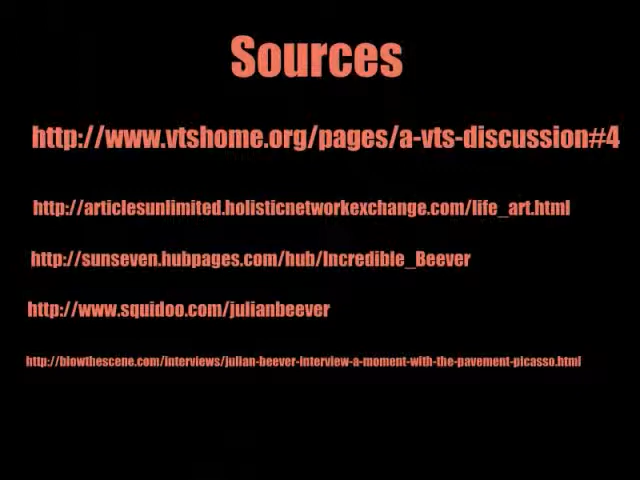 Sources
http://www.vtshome.org/pages/a-vts-discussion#4
http://articlesunlimited.holisticnetworkexchange.com/life_art.html
http://sunseven.hubpages.com/hub/Incredible_Beever
http://www.squidoo.com/julianbeever
http://blowthescene.com/interviews/julian-beever-interview-a-moment-with-the-pavement-picasso.html